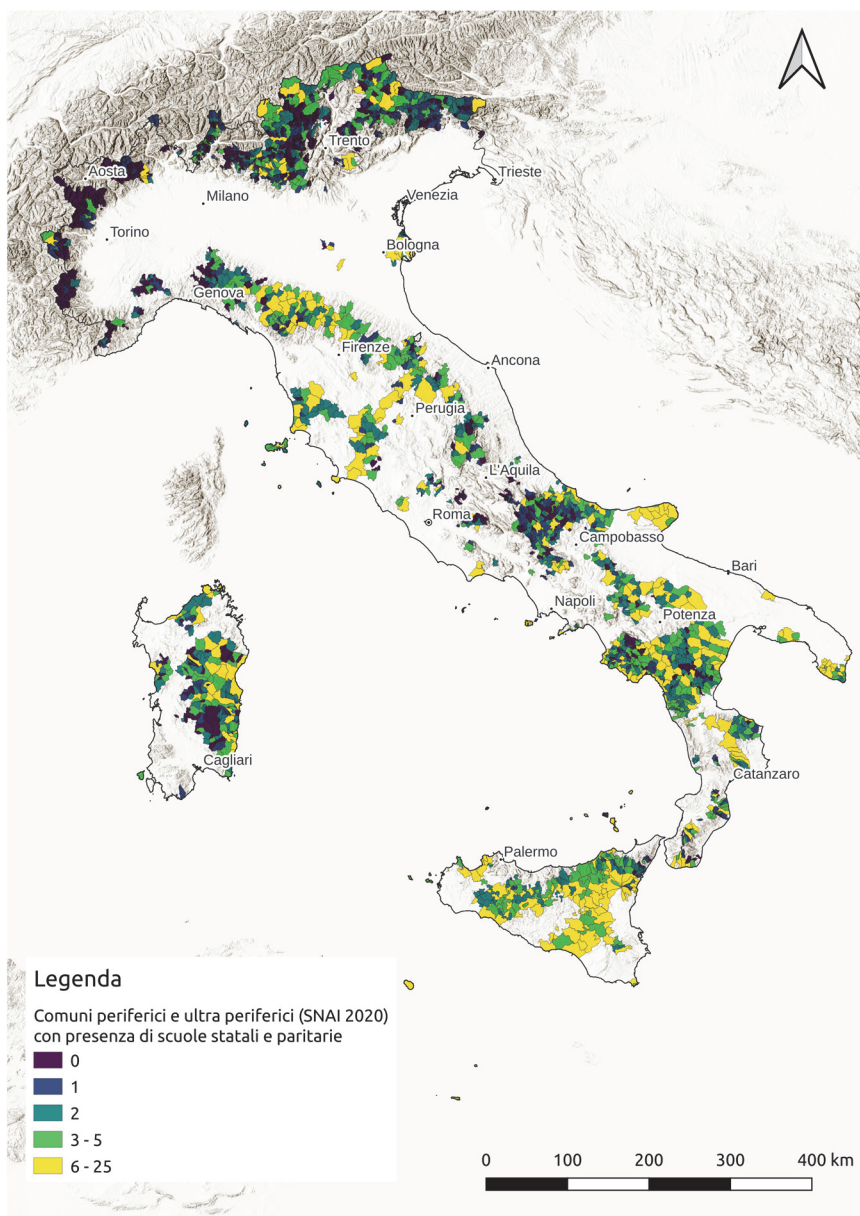 Trento
Aosta
Trieste
Milano
Venezia
Torino
Bologna
Genova
Firenze
Ancona
Perugia
L'Aquila
Roma
Campobasso
Bari
Napoli
Potenza
Cagliari
Catanzaro
Palermo
Legenda
Comuni periferici e ultra periferici (SNAI 2020)
con presenza di scuole statali e paritarie
0
1
2
3 - 5
6 - 25
0 100 200 300 400 km